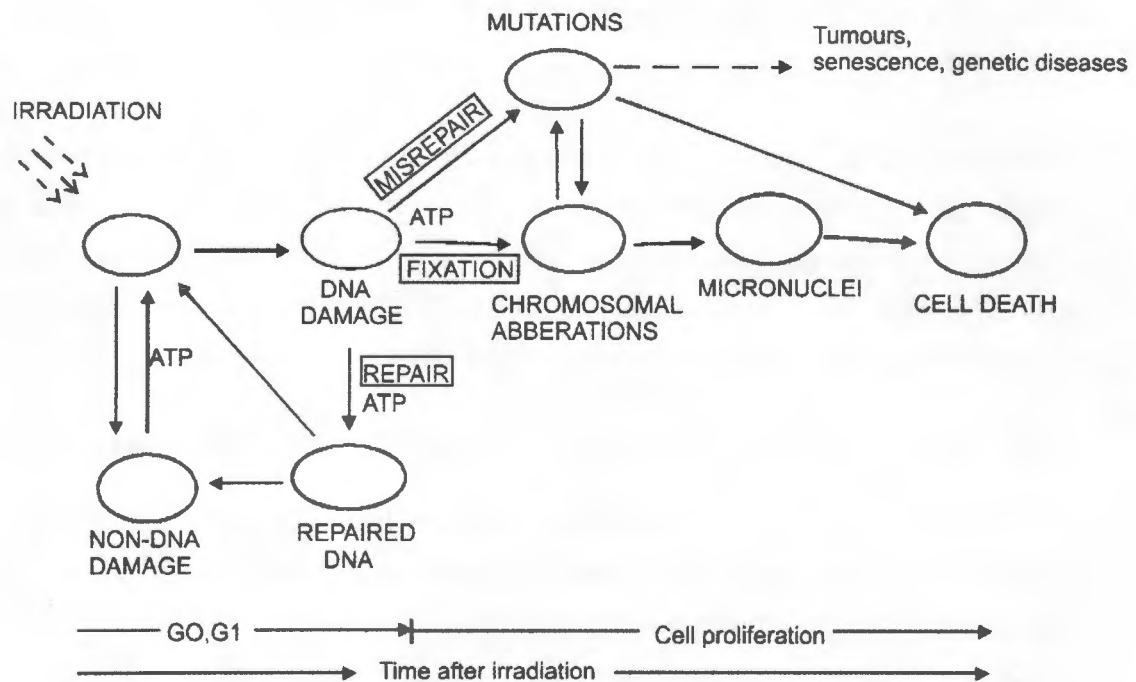 MUTATIONS
Tumours,
senescence, genetic diseases
IRRADIATION
MISREPAIR
ATP
FIXATION
DNA
DAMAGE
CHROMOSOMAL
ABBERATIONS
MICRONUCLEI
CELL DEATH
ATP
REPAIR
ATP
NON-DNA
DAMAGE
REPAIRED
DNA
GO,G1
Cell proliferation
Time after irradiation